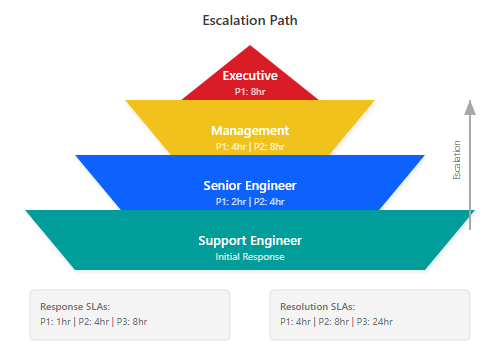 Escalation Path
Executive
P1: 8hr
Management
P1: 4hr | P2: 8hr
Senior Engineer
P1: 2hr | P2: 4hr
Support Engineer
Initial Response
Escalation
Response SLAs:
P1: 1hr | P2: 4hr | P3: 8hr
Resolution SLAs:
P1: 4hr | P2: 8hr | P3: 24hr